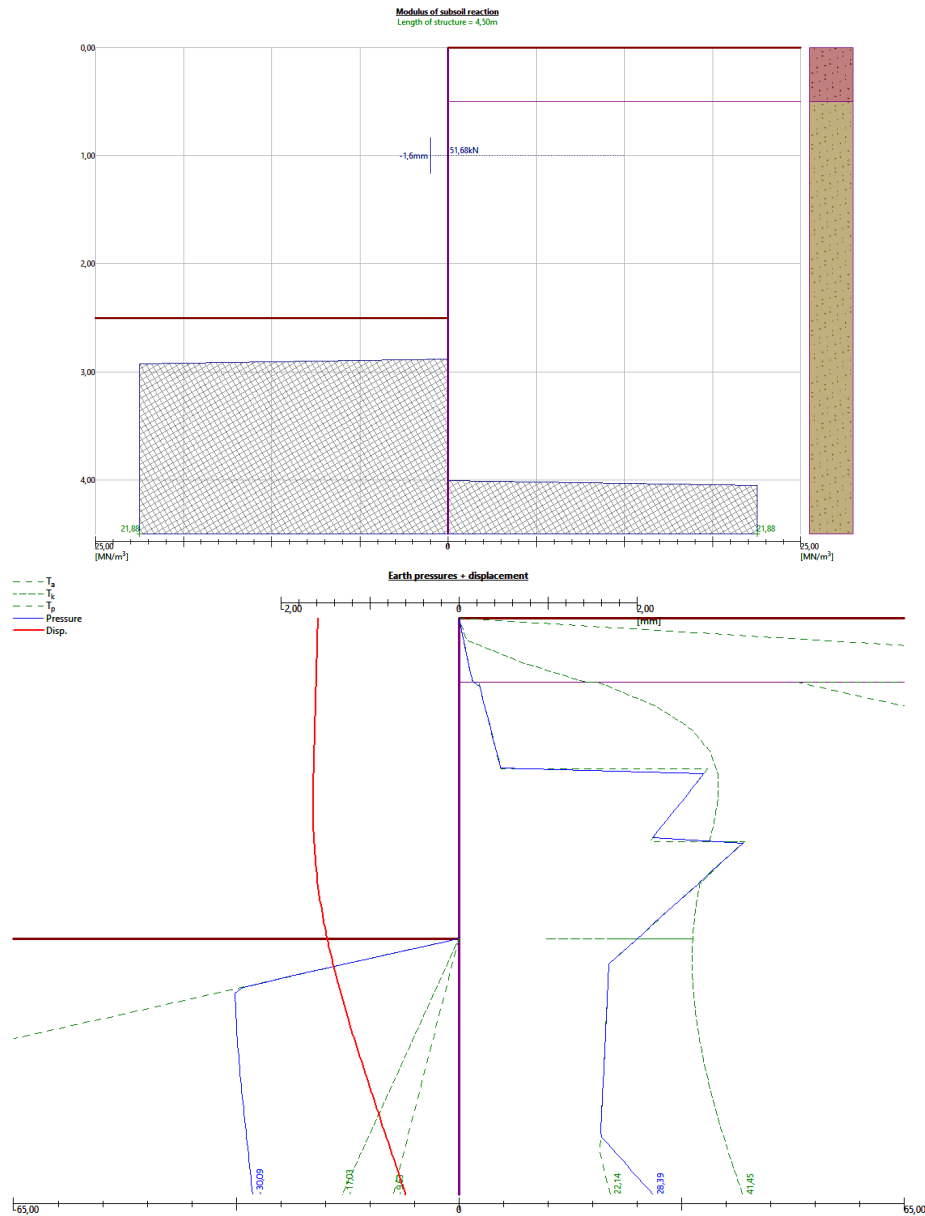 Modulus of subsoil reaction
Length of structure = 4,50m
0,00
51,68kN
-1,6mm
1,00
2,00
3,00
4,00
21,88
21,88
25,00
0
25,00
[MN/m³]
[MN/m³]
Earth pressures + displacement
Ta
Tk
Tp
Pressure
Disp.
-2,00
0
2,00
[mm]
-30,09
-17,03
22,14
28,39
41,45
-65,00
0
65,00